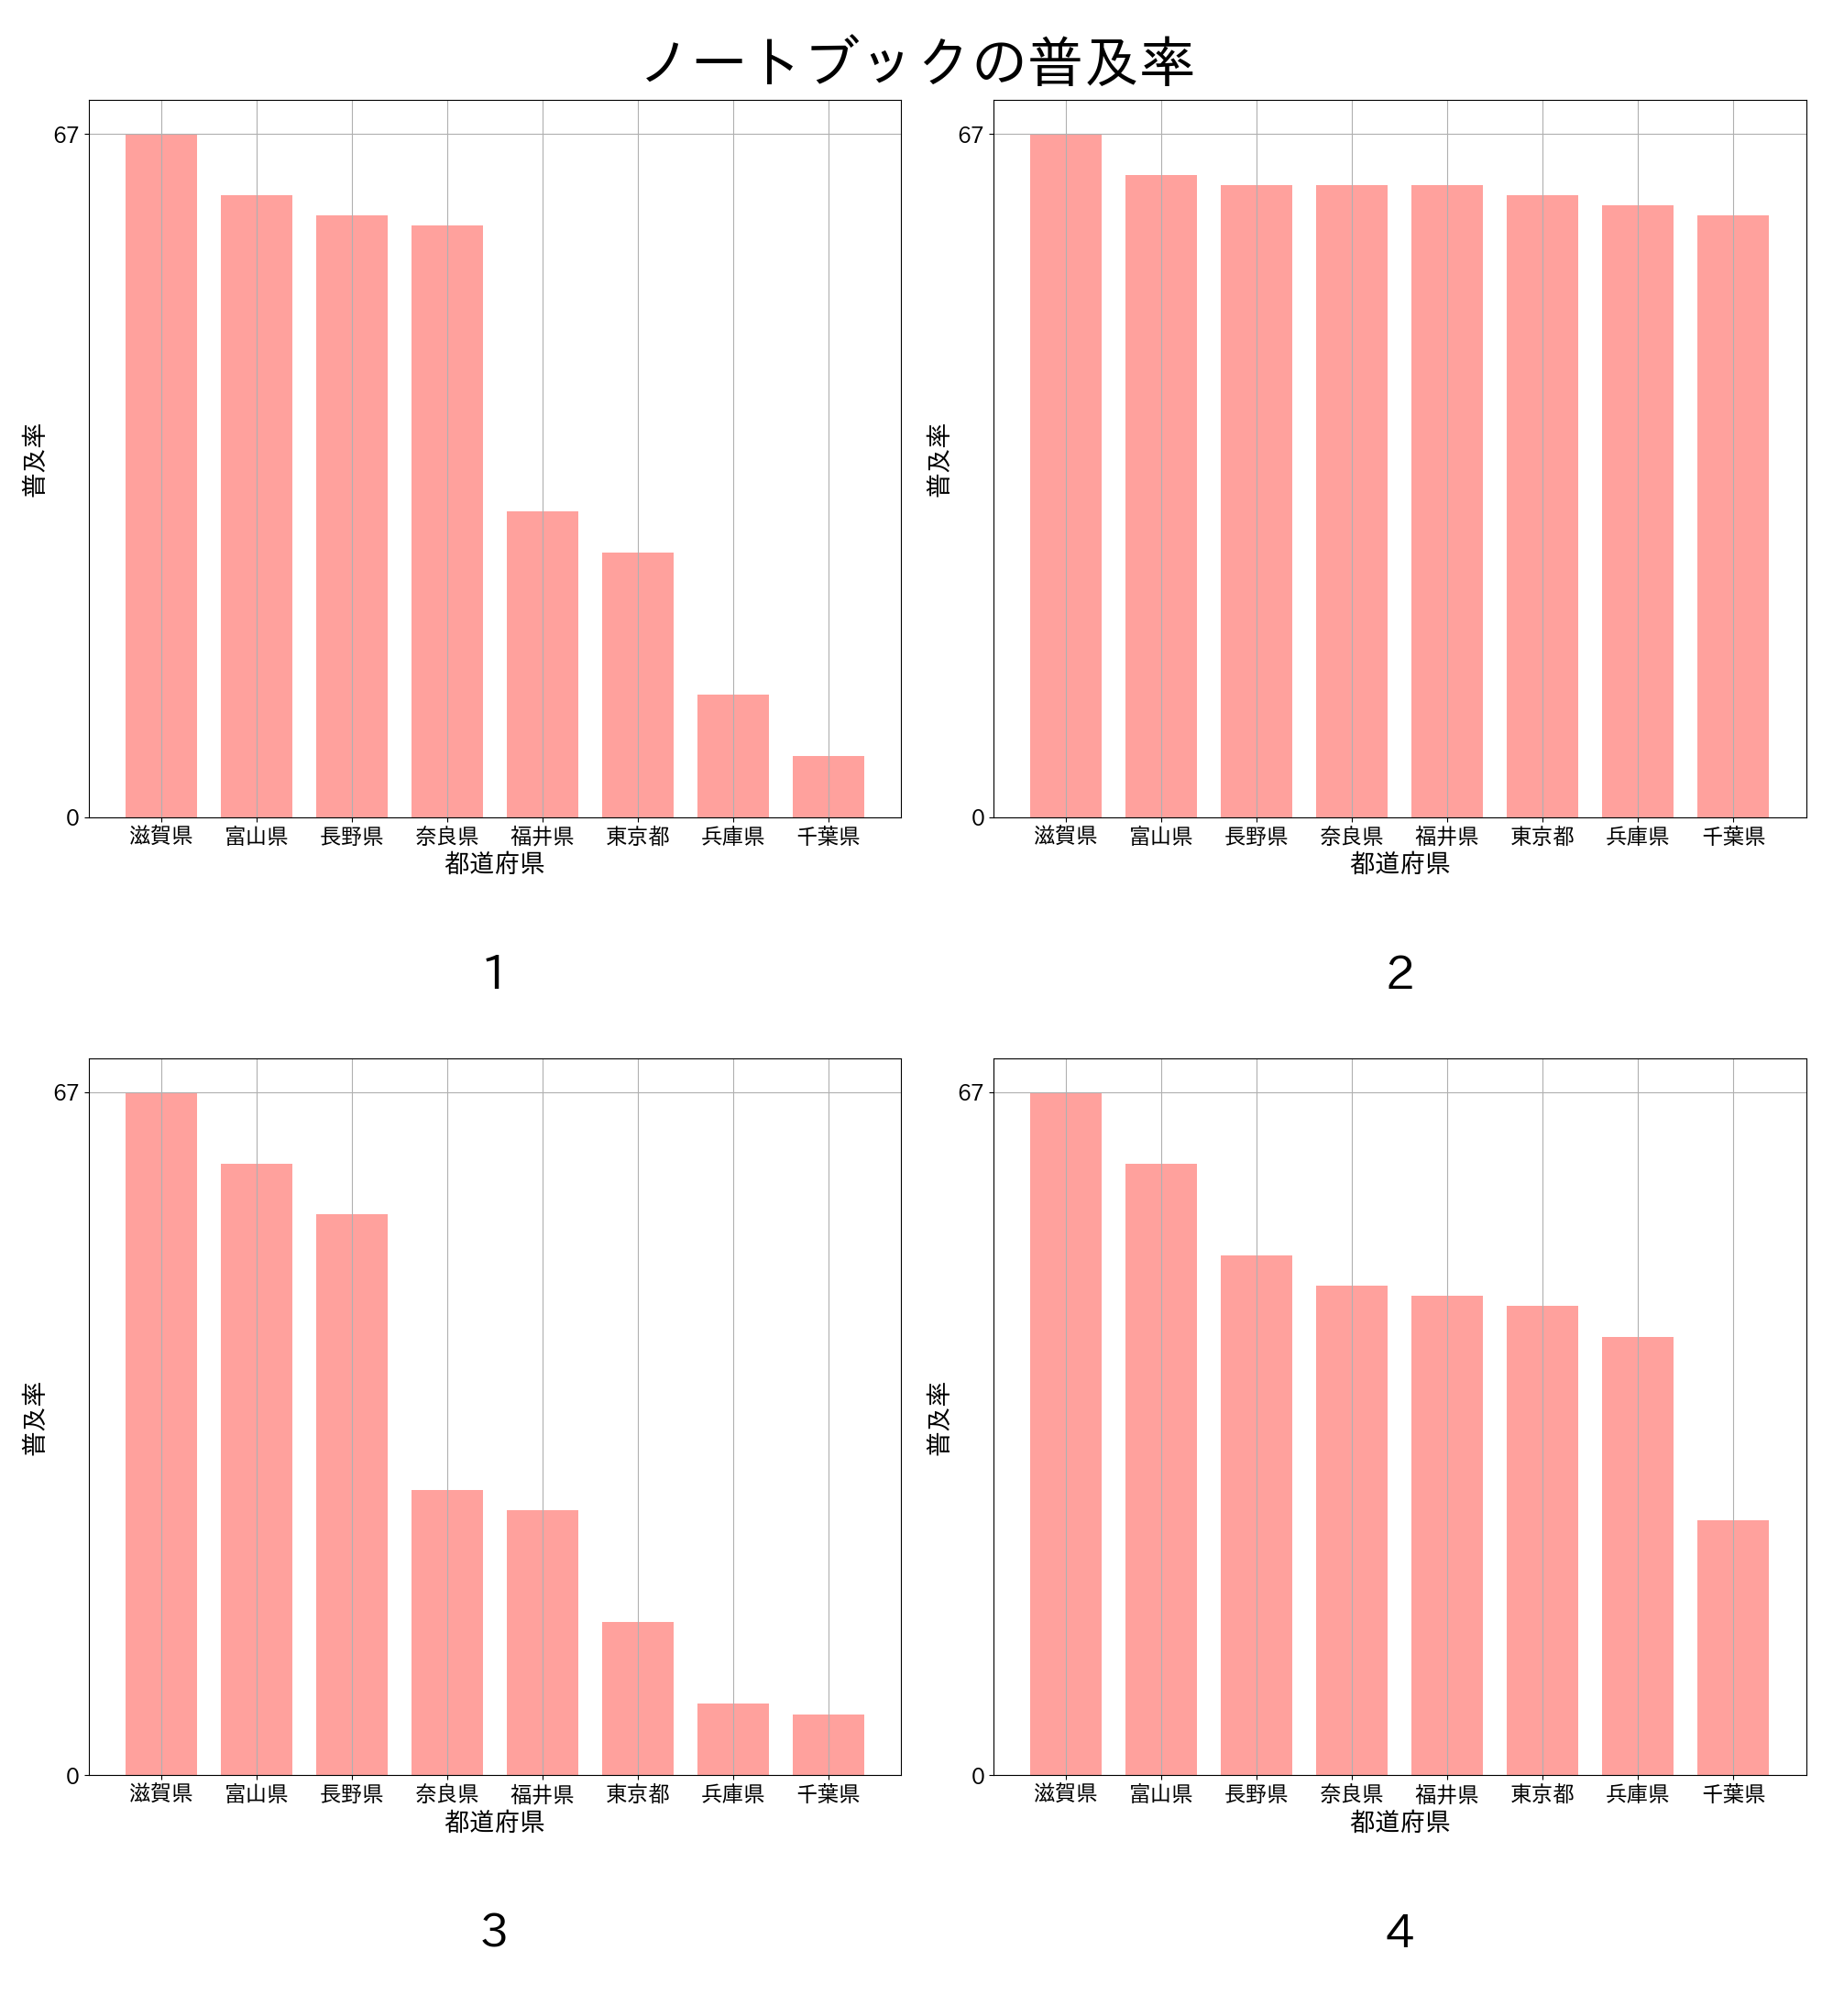 ノートブックの普及率
67
0
普及率
滋賀県 富山県 長野県 奈良県 福井県 東京都 兵庫県 千葉県
都道府県
1
67
0
普及率
滋賀県 富山県 長野県 奈良県 福井県 東京都 兵庫県 千葉県
都道府県
2
67
0
普及率
滋賀県 富山県 長野県 奈良県 福井県 東京都 兵庫県 千葉県
都道府県
3
67
0
普及率
滋賀県 富山県 長野県 奈良県 福井県 東京都 兵庫県 千葉県
都道府県
4